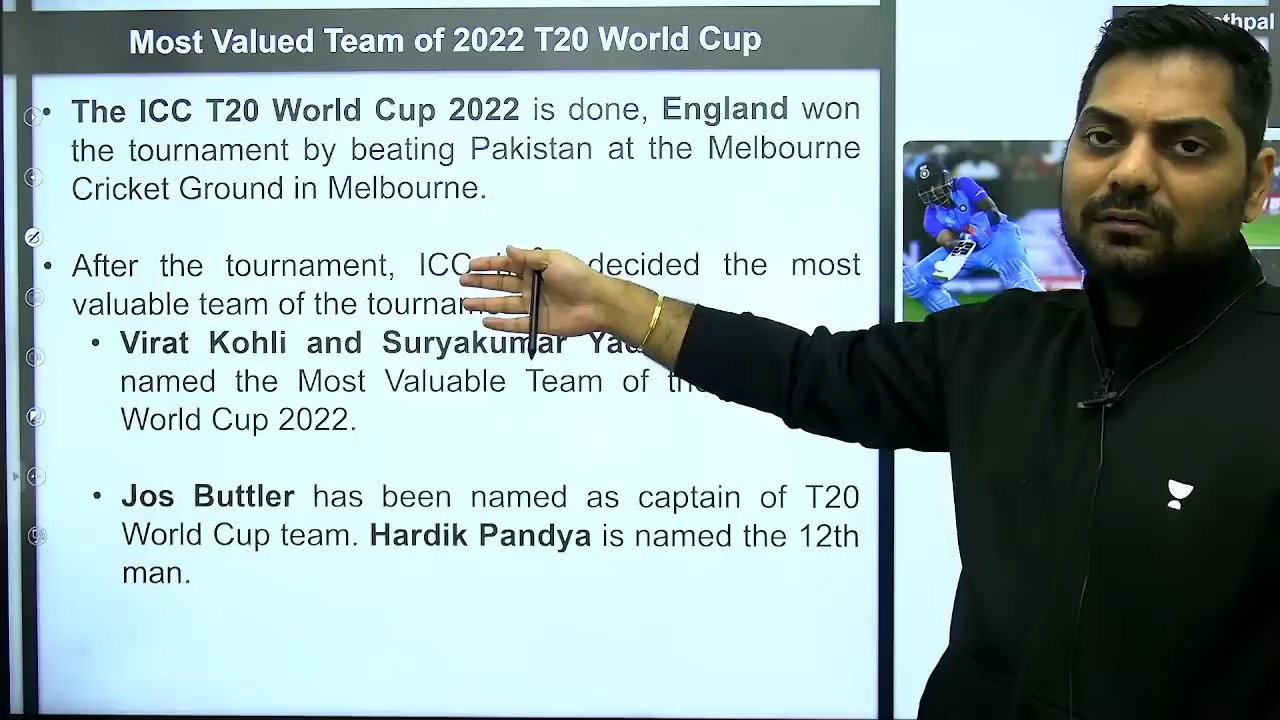 Most Valued Team of 2022 T20 World Cup
thpal
• The ICC T20 World Cup 2022 is done, England won
the tournament by beating Pakistan at the Melbourne
Cricket Ground in Melbourne.
• After the tournament, ICC decided the most
valuable team of the
• Virat Kohli and Suryakumar
named the Most Valuable Team of
World Cup 2022.
• Jos Buttler has been named as captain of T20
World Cup team. Hardik Pandya is named the 12th
man.